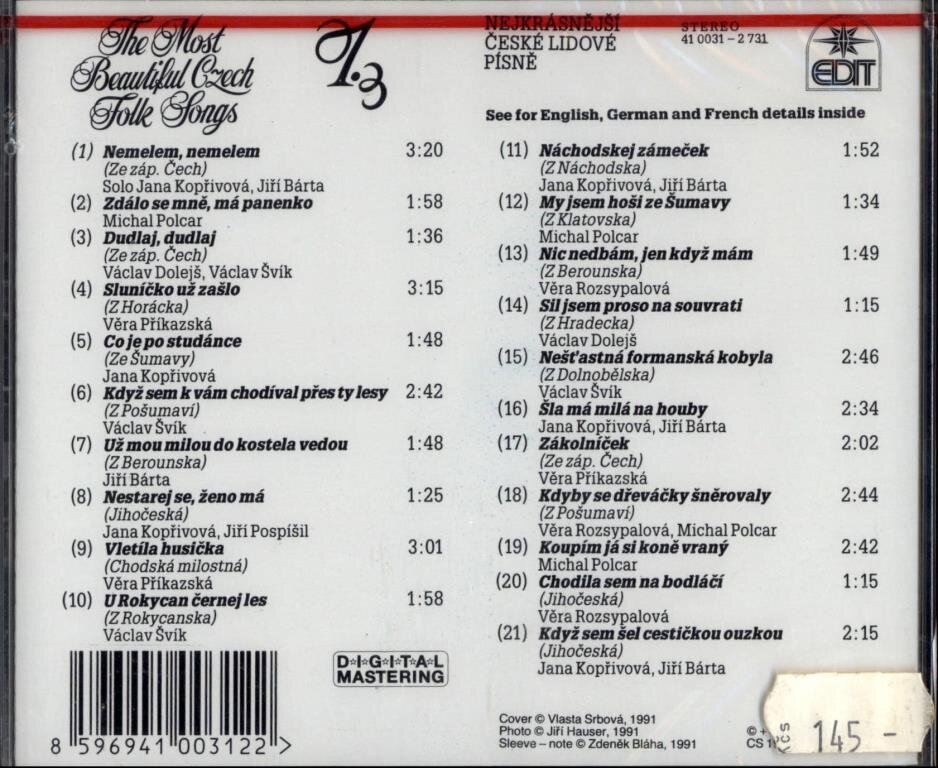 The Most
Beautiful Czech
Folk Songs
1.3
NEJKRÁSNĚJŠÍ
ČESKÉ LIDOVÉ
PÍSNĚ
STEREO
41 0031 – 2 731
EDIT
See for English, German and French details inside
(1) Nemelem, nemelem 3:20
(Ze záp. Čech)
Solo Jana Kopřivová, Jiří Bárta
(2) Zdálo se mně, má panenko 1:58
Michal Polcar
(3) Dudlaj, dudlaj 1:36
(Ze záp. Čech)
Václav Dolejš, Václav Švík
(4) Sluníčko už zašlo 3:15
(Z Horácka)
Věra Příkazská
(5) Co je po studánce 1:48
(Ze Šumavy)
Jana Kopřivová
(6) Když sem k vám chodíval přes ty lesy 2:42
(Z Pošumaví)
Václav Švík
(7) Už mou milou do kostela vedou 1:48
(Z Berounska)
Jiří Bárta
(8) Nestarej se, ženo má 1:25
(Jihočeská)
Jana Kopřivová, Jiří Pospíšil
(9) Vletíla husička 3:01
(Chodská milostná)
Věra Příkazská
(10) U Rokycan černej les 1:58
(Z Rokycanska)
Václav Švík
(11) Náchodskej zámeček 1:52
(Z Náchodska)
Jana Kopřivová, Jiří Bárta
(12) My jsem hoši ze Šumavy 1:34
(Z Klatovska)
Michal Polcar
(13) Nic nedbám, jen když mám 1:49
(Z Berounska)
Věra Rozsypalová
(14) Sil jsem proso na souvrati 1:15
(Z Hradecka)
Václav Dolejš
(15) Nešťastná formanská kobyla 2:46
(Z Dolnobělska)
Václav Švík
(16) Šla má milá na houby 2:34
Jana Kopřivová, Jiří Bárta
(17) Zákolníček 2:02
(Ze záp. Čech)
Věra Příkazská
(18) Kdyby se dřeváčky šněrovaly 2:44
(Z Pošumaví)
Věra Rozsypalová, Michal Polcar
(19) Koupím já si koně vraný 2:42
Michal Polcar
(20) Chodila sem na bodláčí 1:15
(Jihočeská)
Věra Rozsypalová
(21) Když sem šel cestičkou ouzkou 2:15
(Jihočeská)
Jana Kopřivová, Jiří Bárta
D☆I☆G☆I☆T☆A☆L
MASTERING
8 596941 003122 >
Cover © Vlasta Srbová, 1991
Photo © Jiří Hauser, 1991
Sleeve – note © Zdeněk Bláha, 1991
© +
CS
KCS
145 –